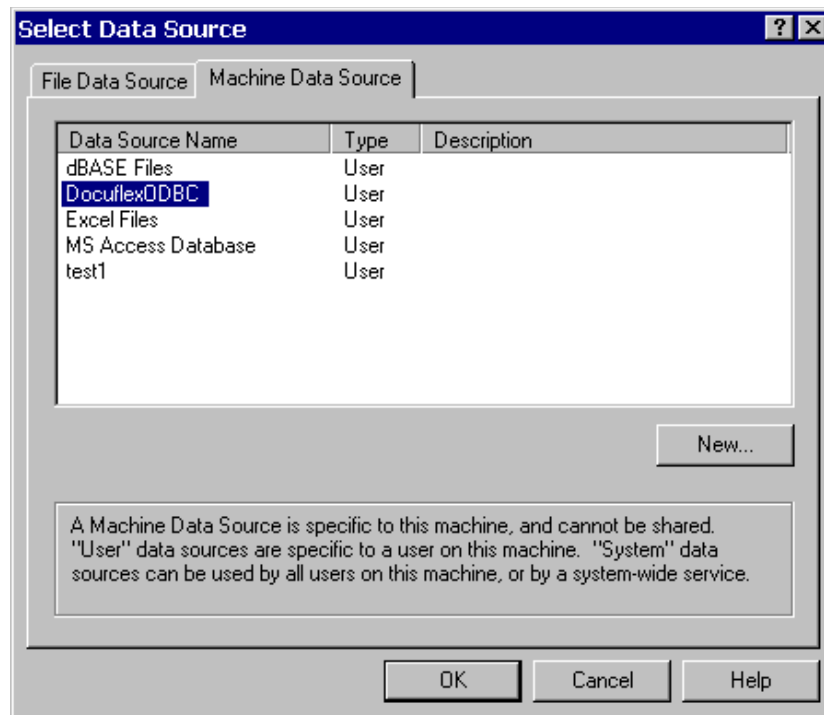 Select Data Source
File Data Source Machine Data Source
Data Source Name Type Description
dBASE Files User
DocuflexODBC User
Excel Files User
MS Access Database User
test1 User
New...
A Machine Data Source is specific to this machine, and cannot be shared.
"User" data sources are specific to a user on this machine. "System" data
sources can be used by all users on this machine, or by a system-wide service.
OK Cancel Help